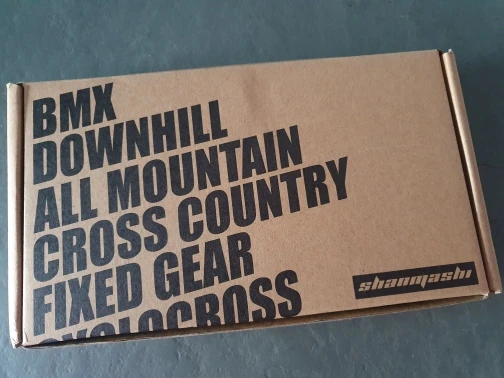 BMX
DOWNHILL
ALL MOUNTAIN
CROSS COUNTRY
FIXED GEAR
CYCLOCROSS
shanmashi